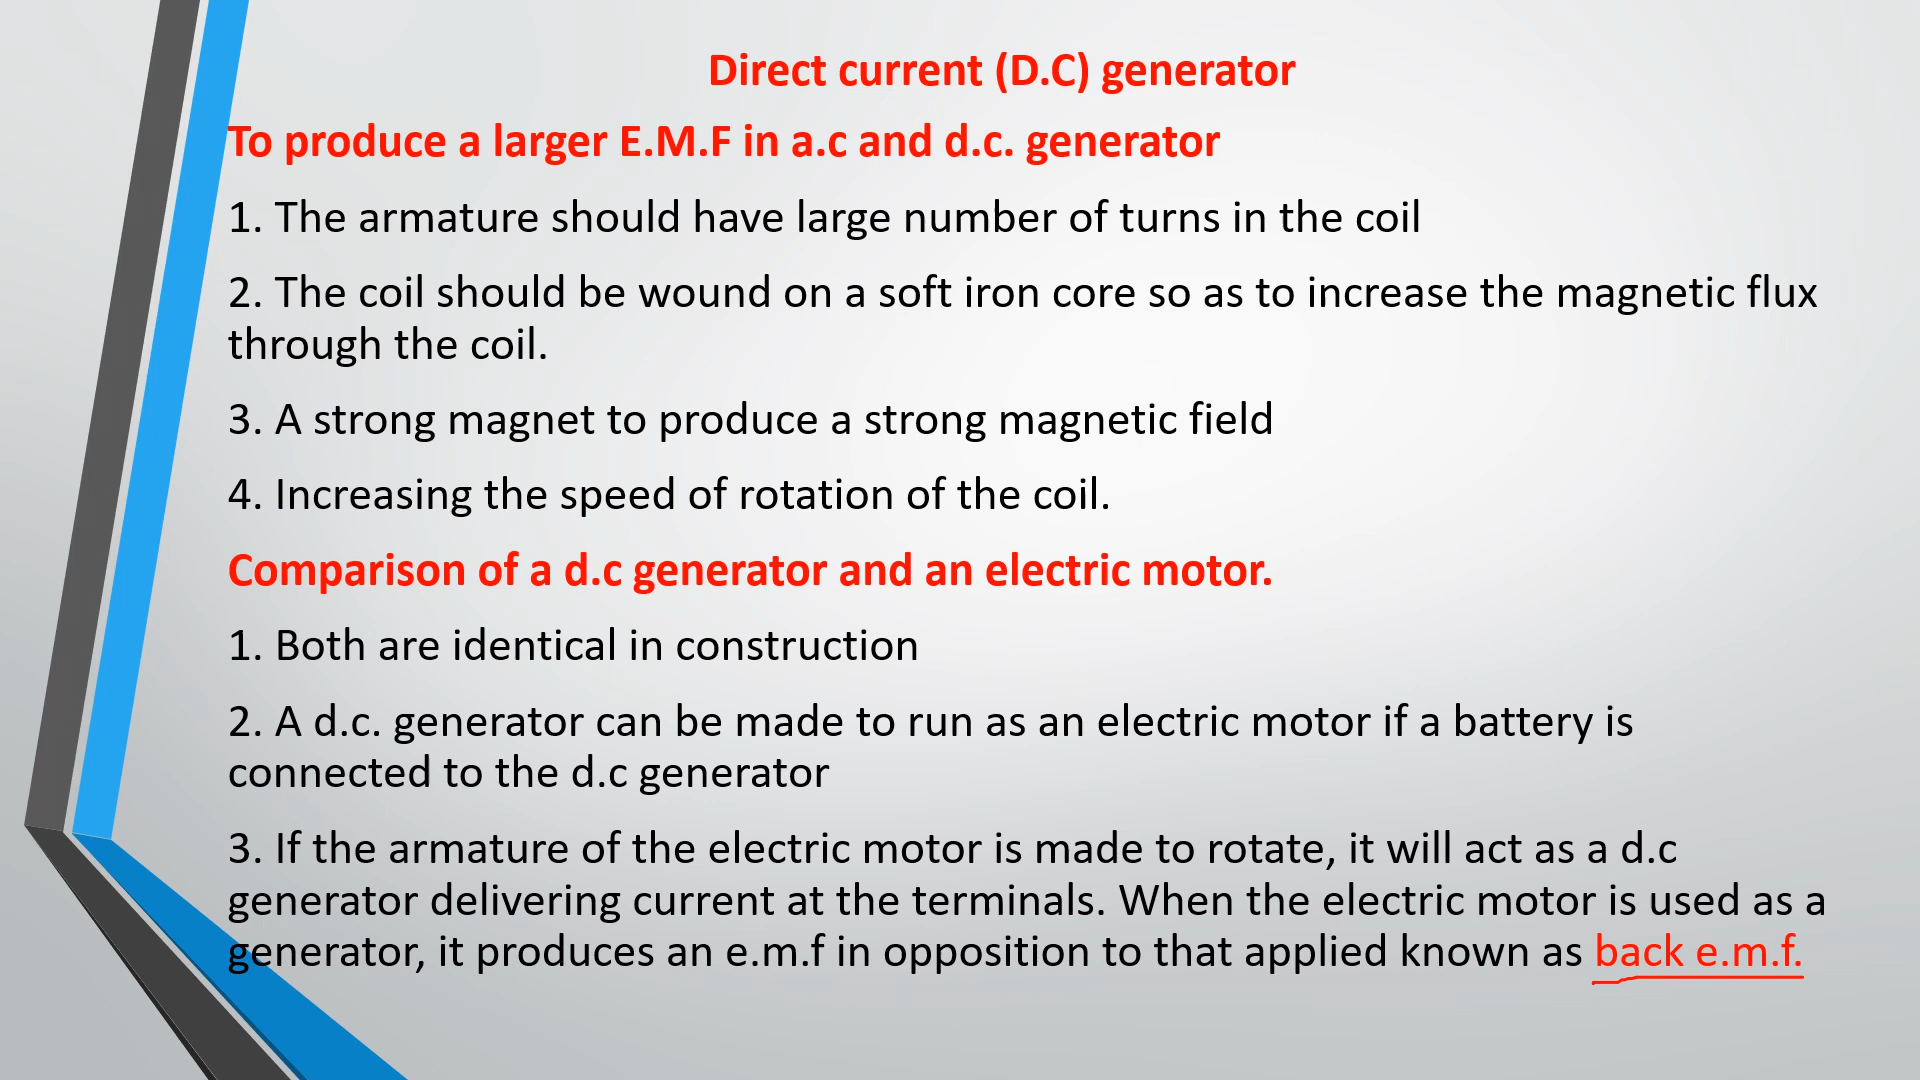 Direct current (D.C) generator
To produce a larger E.M.F in a.c and d.c. generator
1. The armature should have large number of turns in the coil
2. The coil should be wound on a soft iron core so as to increase the magnetic flux
through the coil.
3. A strong magnet to produce a strong magnetic field
4. Increasing the speed of rotation of the coil.
Comparison of a d.c generator and an electric motor.
1. Both are identical in construction
2. A d.c. generator can be made to run as an electric motor if a battery is
connected to the d.c generator
3. If the armature of the electric motor is made to rotate, it will act as a d.c
generator delivering current at the terminals. When the electric motor is used as a
generator, it produces an e.m.f in opposition to that applied known as back e.m.f.